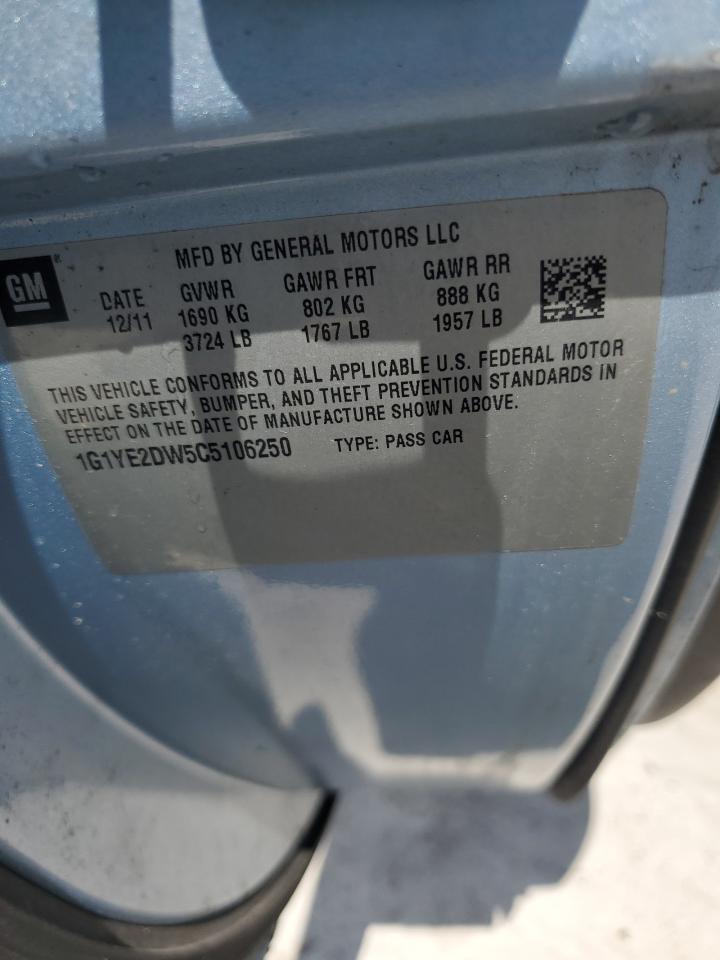 MFD BY GENERAL MOTORS LLC
GM®
DATE GVWR GAWR FRT GAWR RR
12/11 1690 KG 802 KG 888 KG
3724 LB 1767 LB 1957 LB
THIS VEHICLE CONFORMS TO ALL APPLICABLE U.S. FEDERAL MOTOR
VEHICLE SAFETY, BUMPER, AND THEFT PREVENTION STANDARDS IN
EFFECT ON THE DATE OF MANUFACTURE SHOWN ABOVE.
1G1YE2DW5C5106250 TYPE: PASS CAR